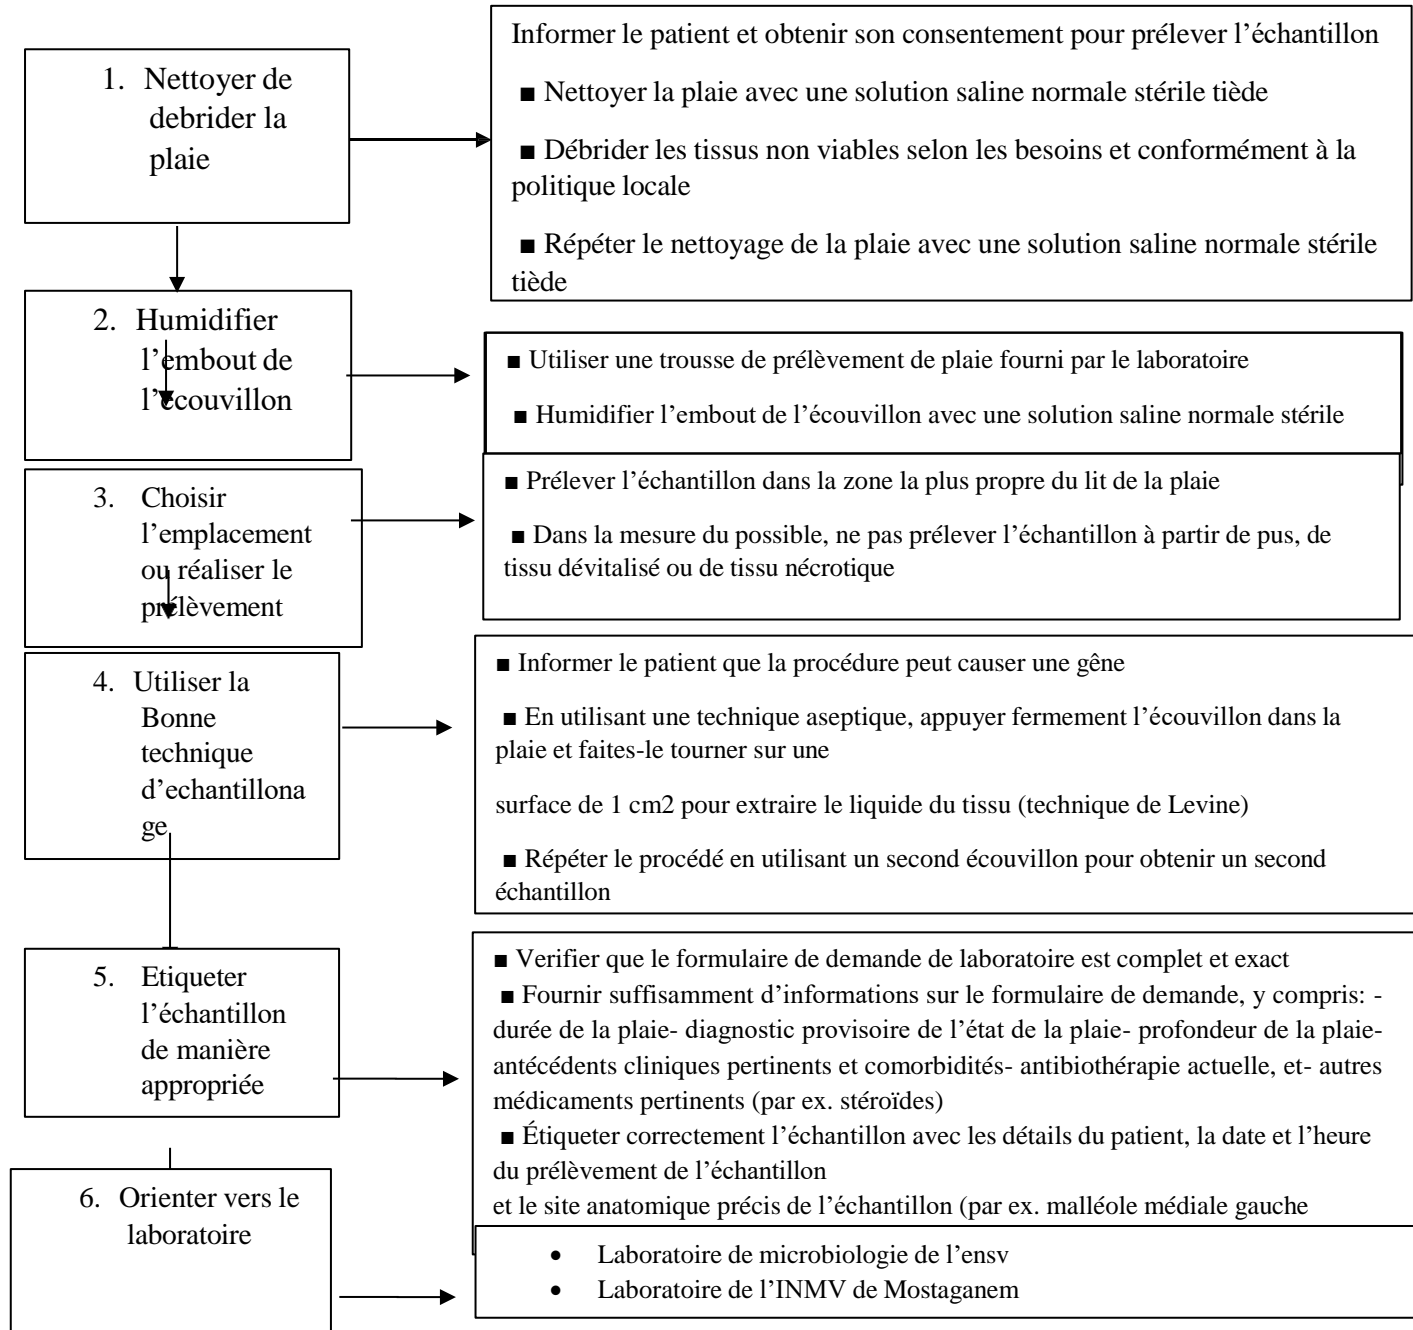 1. Nettoyer de
debrider la
plaie
Informer le patient et obtenir son consentement pour prélever l’échantillon
■ Nettoyer la plaie avec une solution saline normale stérile tiède
■ Débrider les tissus non viables selon les besoins et conformément à la
politique locale
■ Répéter le nettoyage de la plaie avec une solution saline normale stérile
tiède
2. Humidifier
l’embout de
l’écouvillon
■ Utiliser une trousse de prélèvement de plaie fourni par le laboratoire
■ Humidifier l’embout de l’écouvillon avec une solution saline normale stérile
3. Choisir
l’emplacement
ou réaliser le
prélèvement
■ Prélever l’échantillon dans la zone la plus propre du lit de la plaie
■ Dans la mesure du possible, ne pas prélever l’échantillon à partir de pus, de
tissu dévitalisé ou de tissu nécrotique
4. Utiliser la
Bonne
technique
d’echantillona
ge
■ Informer le patient que la procédure peut causer une gêne
■ En utilisant une technique aseptique, appuyer fermement l’écouvillon dans la
plaie et faites-le tourner sur une
surface de 1 cm2 pour extraire le liquide du tissu (technique de Levine)
■ Répéter le procédé en utilisant un second écouvillon pour obtenir un second
échantillon
5. Etiqueter
l’échantillon
de manière
appropriée
■ Verifier que le formulaire de demande de laboratoire est complet et exact
■ Fournir suffisamment d’informations sur le formulaire de demande, y compris: -
durée de la plaie- diagnostic provisoire de l’état de la plaie- profondeur de la plaie-
antécédents cliniques pertinents et comorbidités- antibiothérapie actuelle, et- autres
médicaments pertinents (par ex. stéroïdes)
■ Étiqueter correctement l’échantillon avec les détails du patient, la date et l’heure
du prélèvement de l’échantillon
et le site anatomique précis de l’échantillon (par ex. malléole médiale gauche
6. Orienter vers le
laboratoire
• Laboratoire de microbiologie de l’ensv
• Laboratoire de l’INMV de Mostaganem